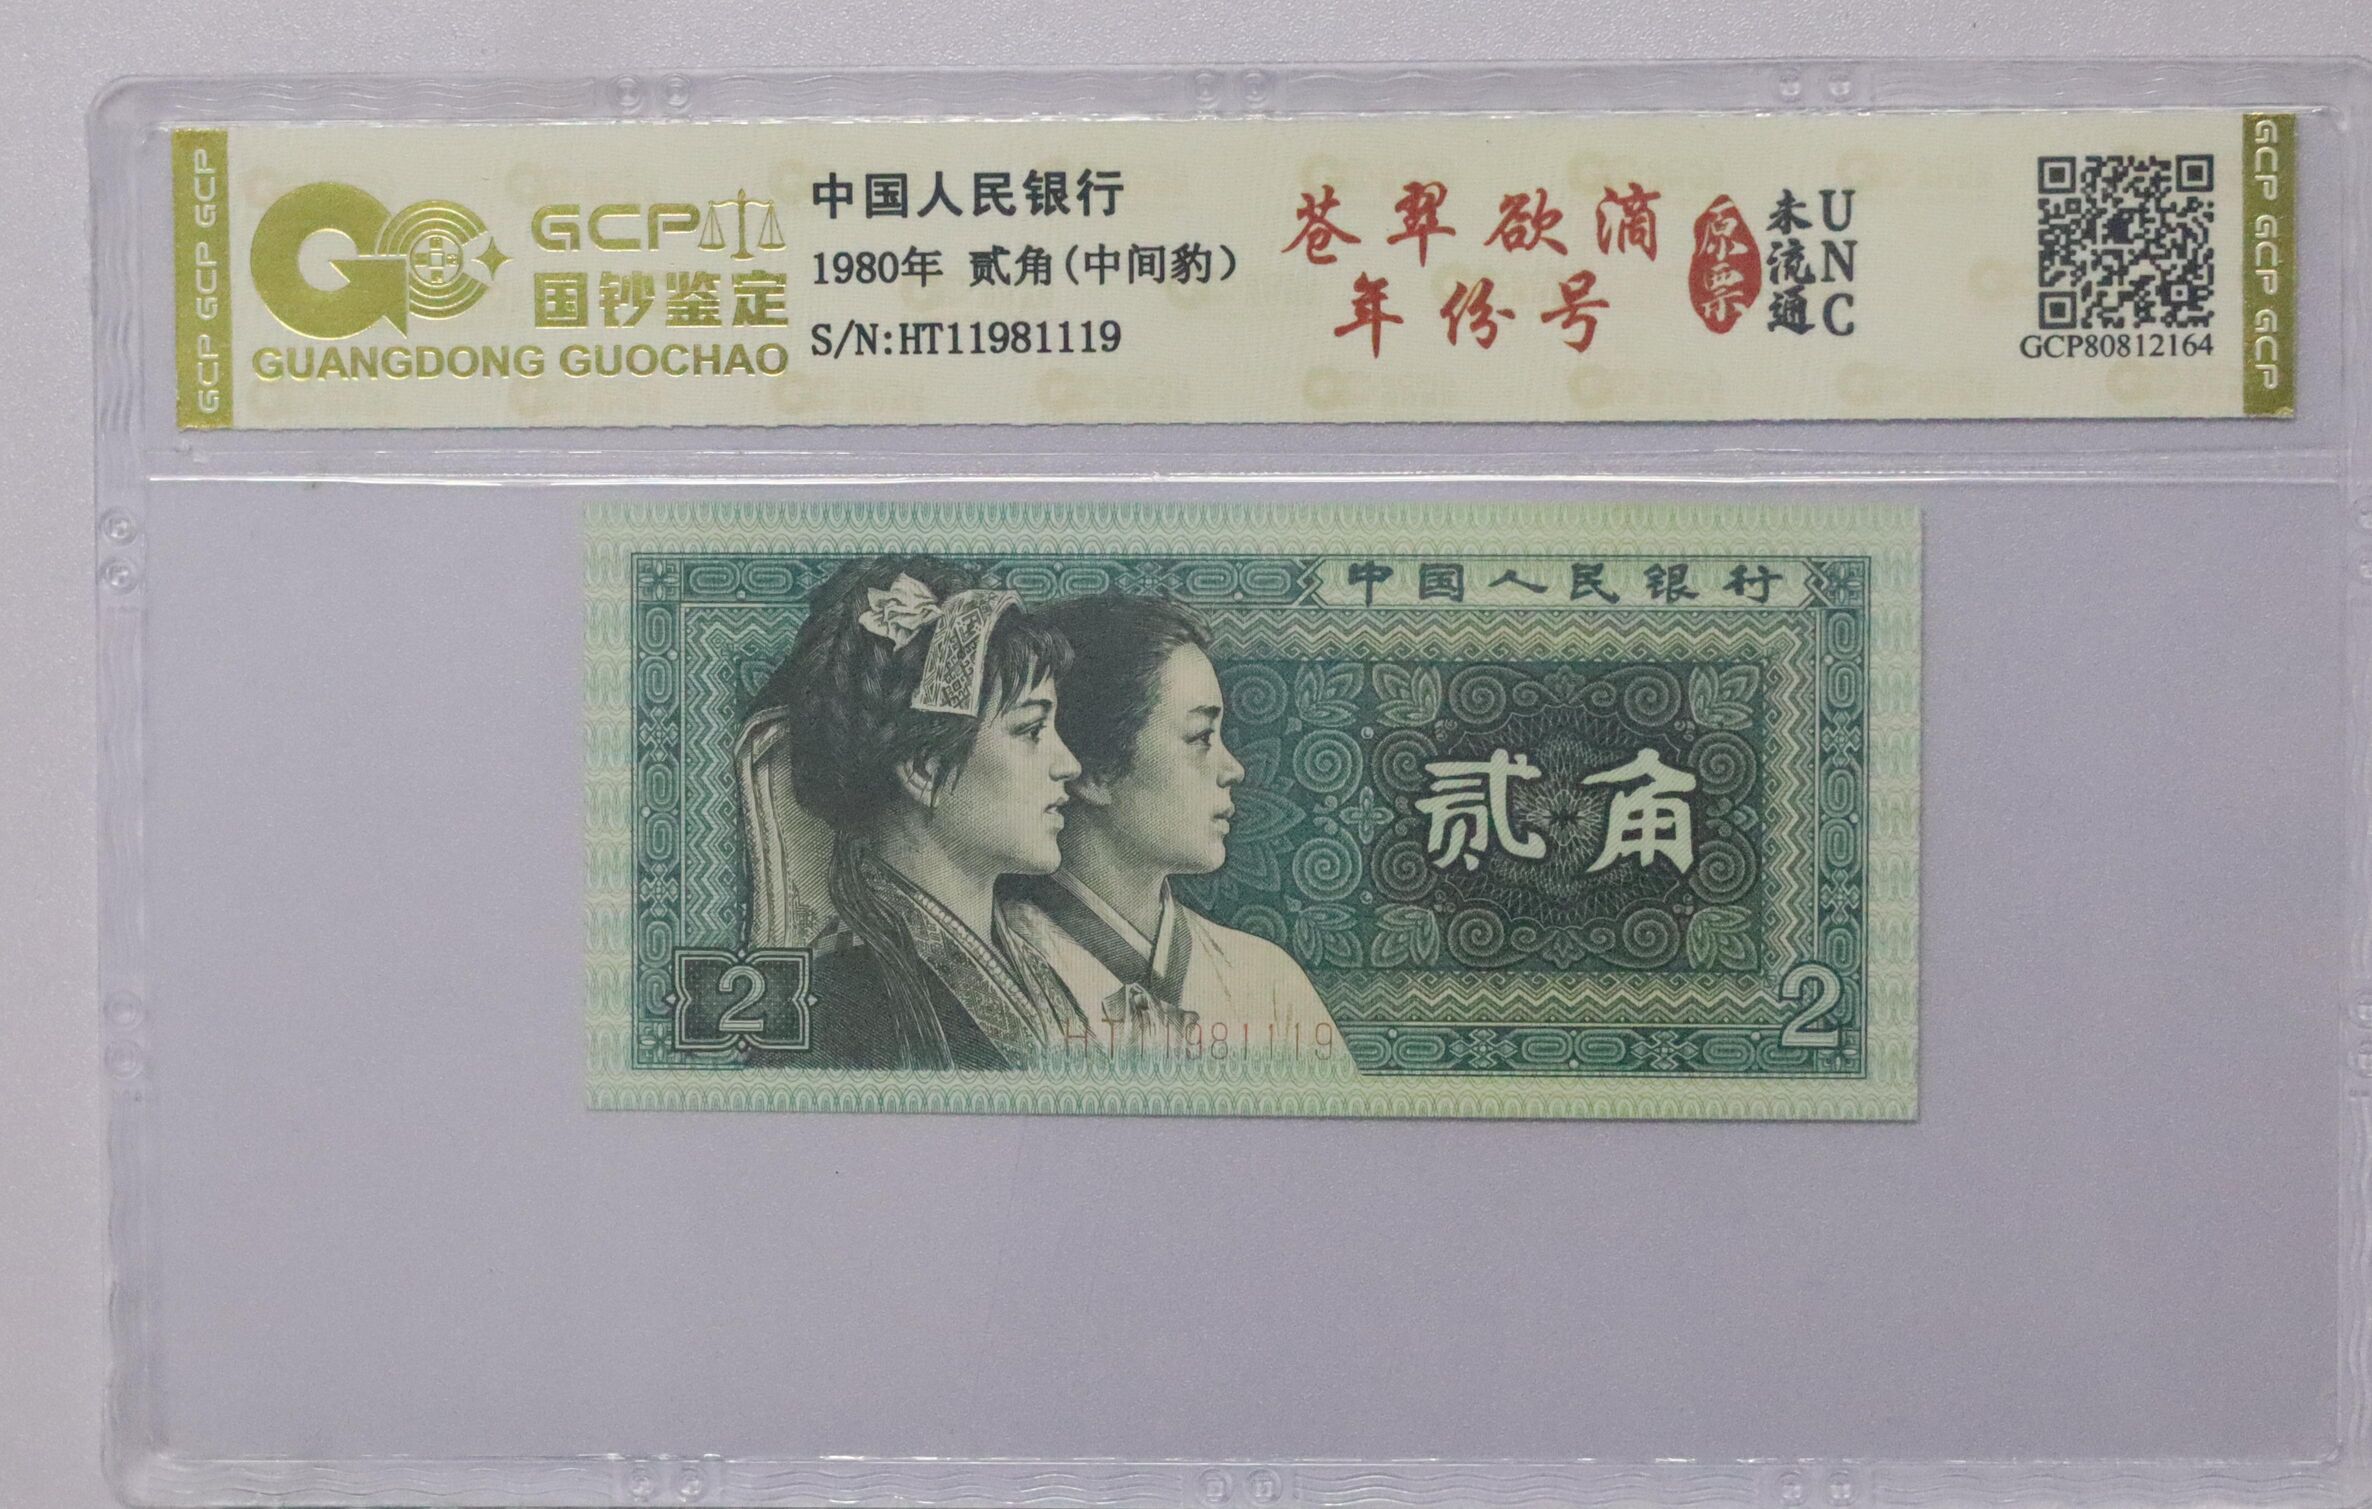 GCP GCP GCP
GCP
国钞鉴定
GUANGDONG GUOCHAO
中国人民银行
1980年 贰角(中间豹)
S/N:HT11981119
苍翠欲滴
年份号
原票
未流通
UNC
GCP80812164
GCP GCP GCP
中国人民银行
贰角
2
2
HT11981119